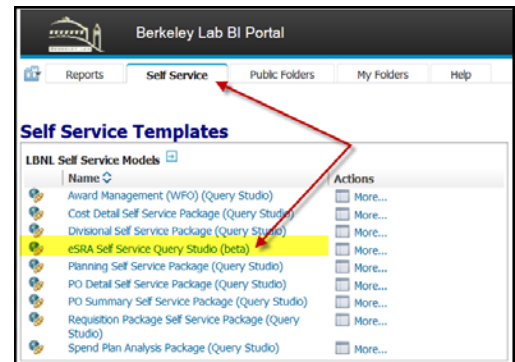 Berkeley Lab BI Portal
Reports Self Service Public Folders My Folders Help
Self Service Templates
LBNL Self Service Models
Name Actions
Award Management (WFO) (Query Studio) More...
Cost Detail Self Service Package (Query Studio) More...
Divisional Self Service Package (Query Studio) More...
eSRA Self Service Query Studio (beta) More...
Planning Self Service Package (Query Studio) More...
PO Detail Self Service Package (Query Studio) More...
PO Summary Self Service Package (Query Studio) More...
Requisition Package Self Service Package (Query More...
Studio)
Spend Plan Analysis Package (Query Studio) More...